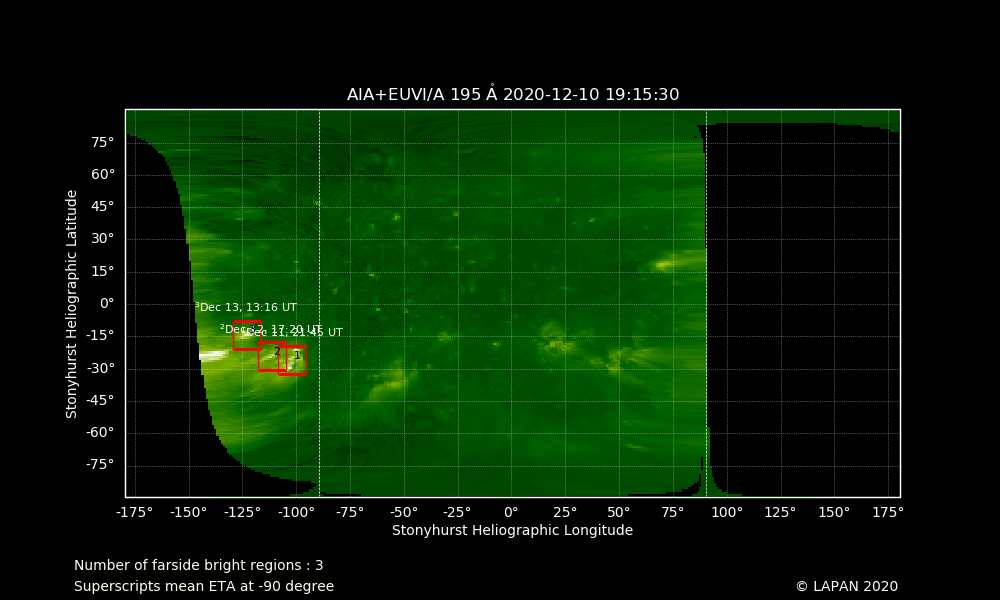 AIA+EUVI/A 195 Å 2020-12-10 19:15:30
Stonyhurst Heliographic Latitude
75°
60°
45°
30°
15°
0°
-15°
-30°
-45°
-60°
-75°
³Dec 13, 13:16 UT
²Dec 12, 17:20 UT
Dec 11, 21:45 UT
2
1
-175° -150° -125° -100° -75° -50° -25° 0° 25° 50° 75° 100° 125° 150° 175°
Stonyhurst Heliographic Longitude
Number of farside bright regions : 3
Superscripts mean ETA at -90 degree
© LAPAN 2020